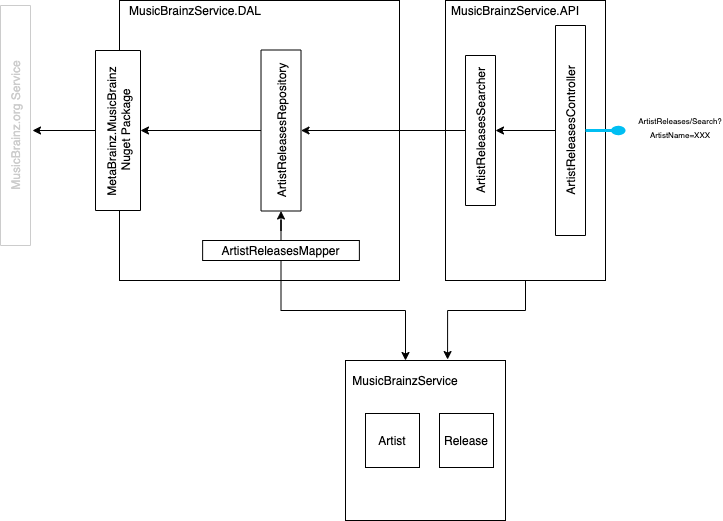 MusicBrainz.org Service
MusicBrainzService.DAL
MetaBrainz.MusicBrainz
Nuget Package
ArtistReleasesRepository
ArtistReleasesMapper
MusicBrainzService.API
ArtistReleasesSearcher
ArtistReleasesController
ArtistReleases/Search?
ArtistName=XXX
MusicBrainzService
Artist
Release